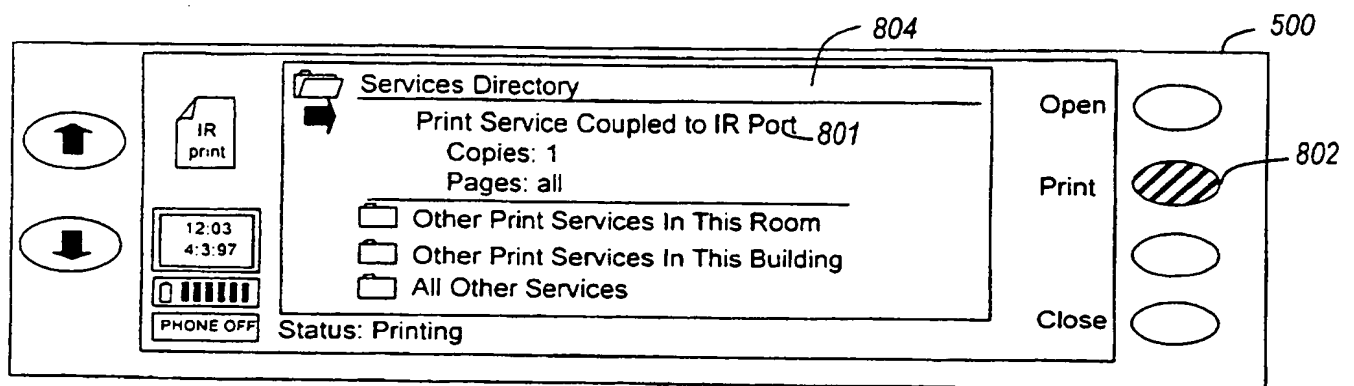 804
500
Services Directory
Open
IR
print
Print Service Coupled to IR Port
801
Copies: 1
802
Pages: all
Print
Other Print Services In This Room
12:03
4:3:97
Other Print Services In This Building
All Other Services
PHONE OFF
Status: Printing
Close